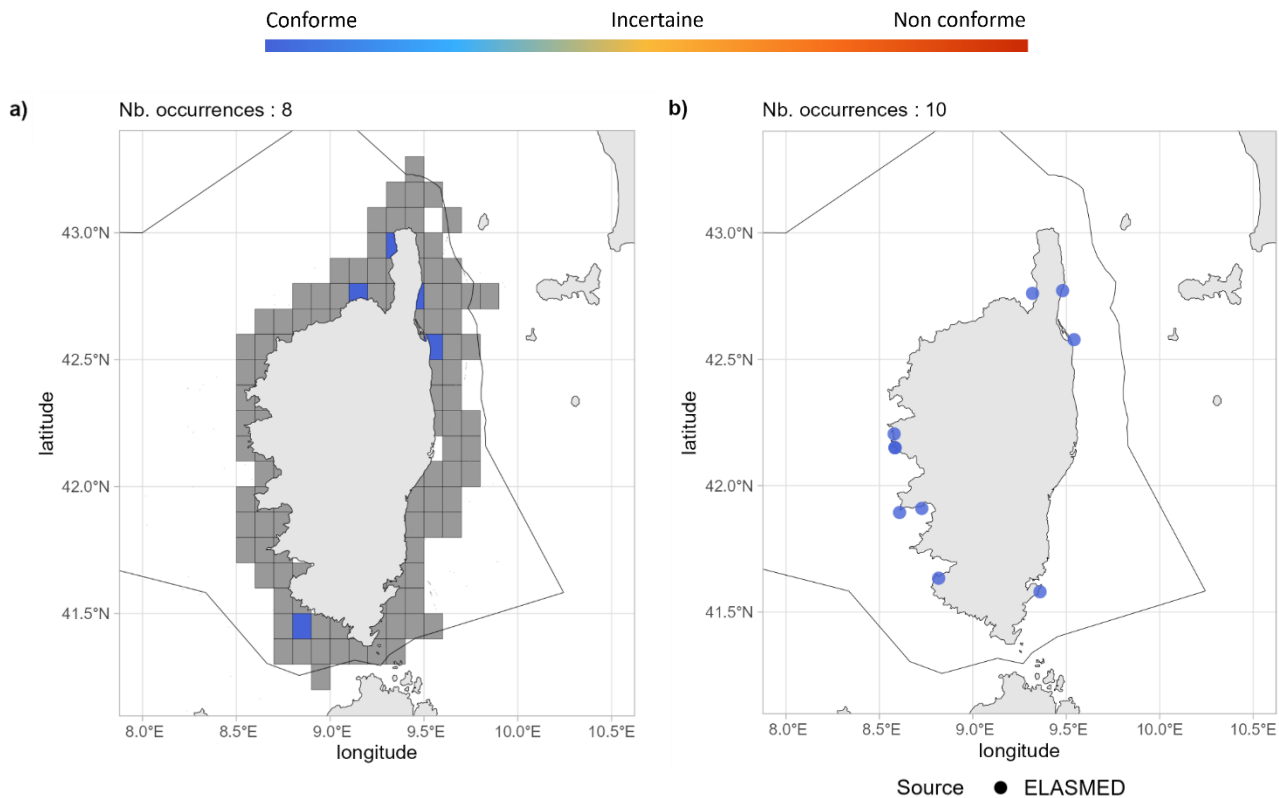 Conforme Incertaine Non conforme
a) b)
Nb. occurrences : 8 Nb. occurrences : 10
43.0°N 43.0°N
42.5°N 42.5°N
latitude latitude
42.0°N 42.0°N
41.5°N 41.5°N
8.0°E 8.5°E 9.0°E 9.5°E 10.0°E 10.5°E 8.0°E 8.5°E 9.0°E 9.5°E 10.0°E 10.5°E
longitude longitude
Source ELASMED